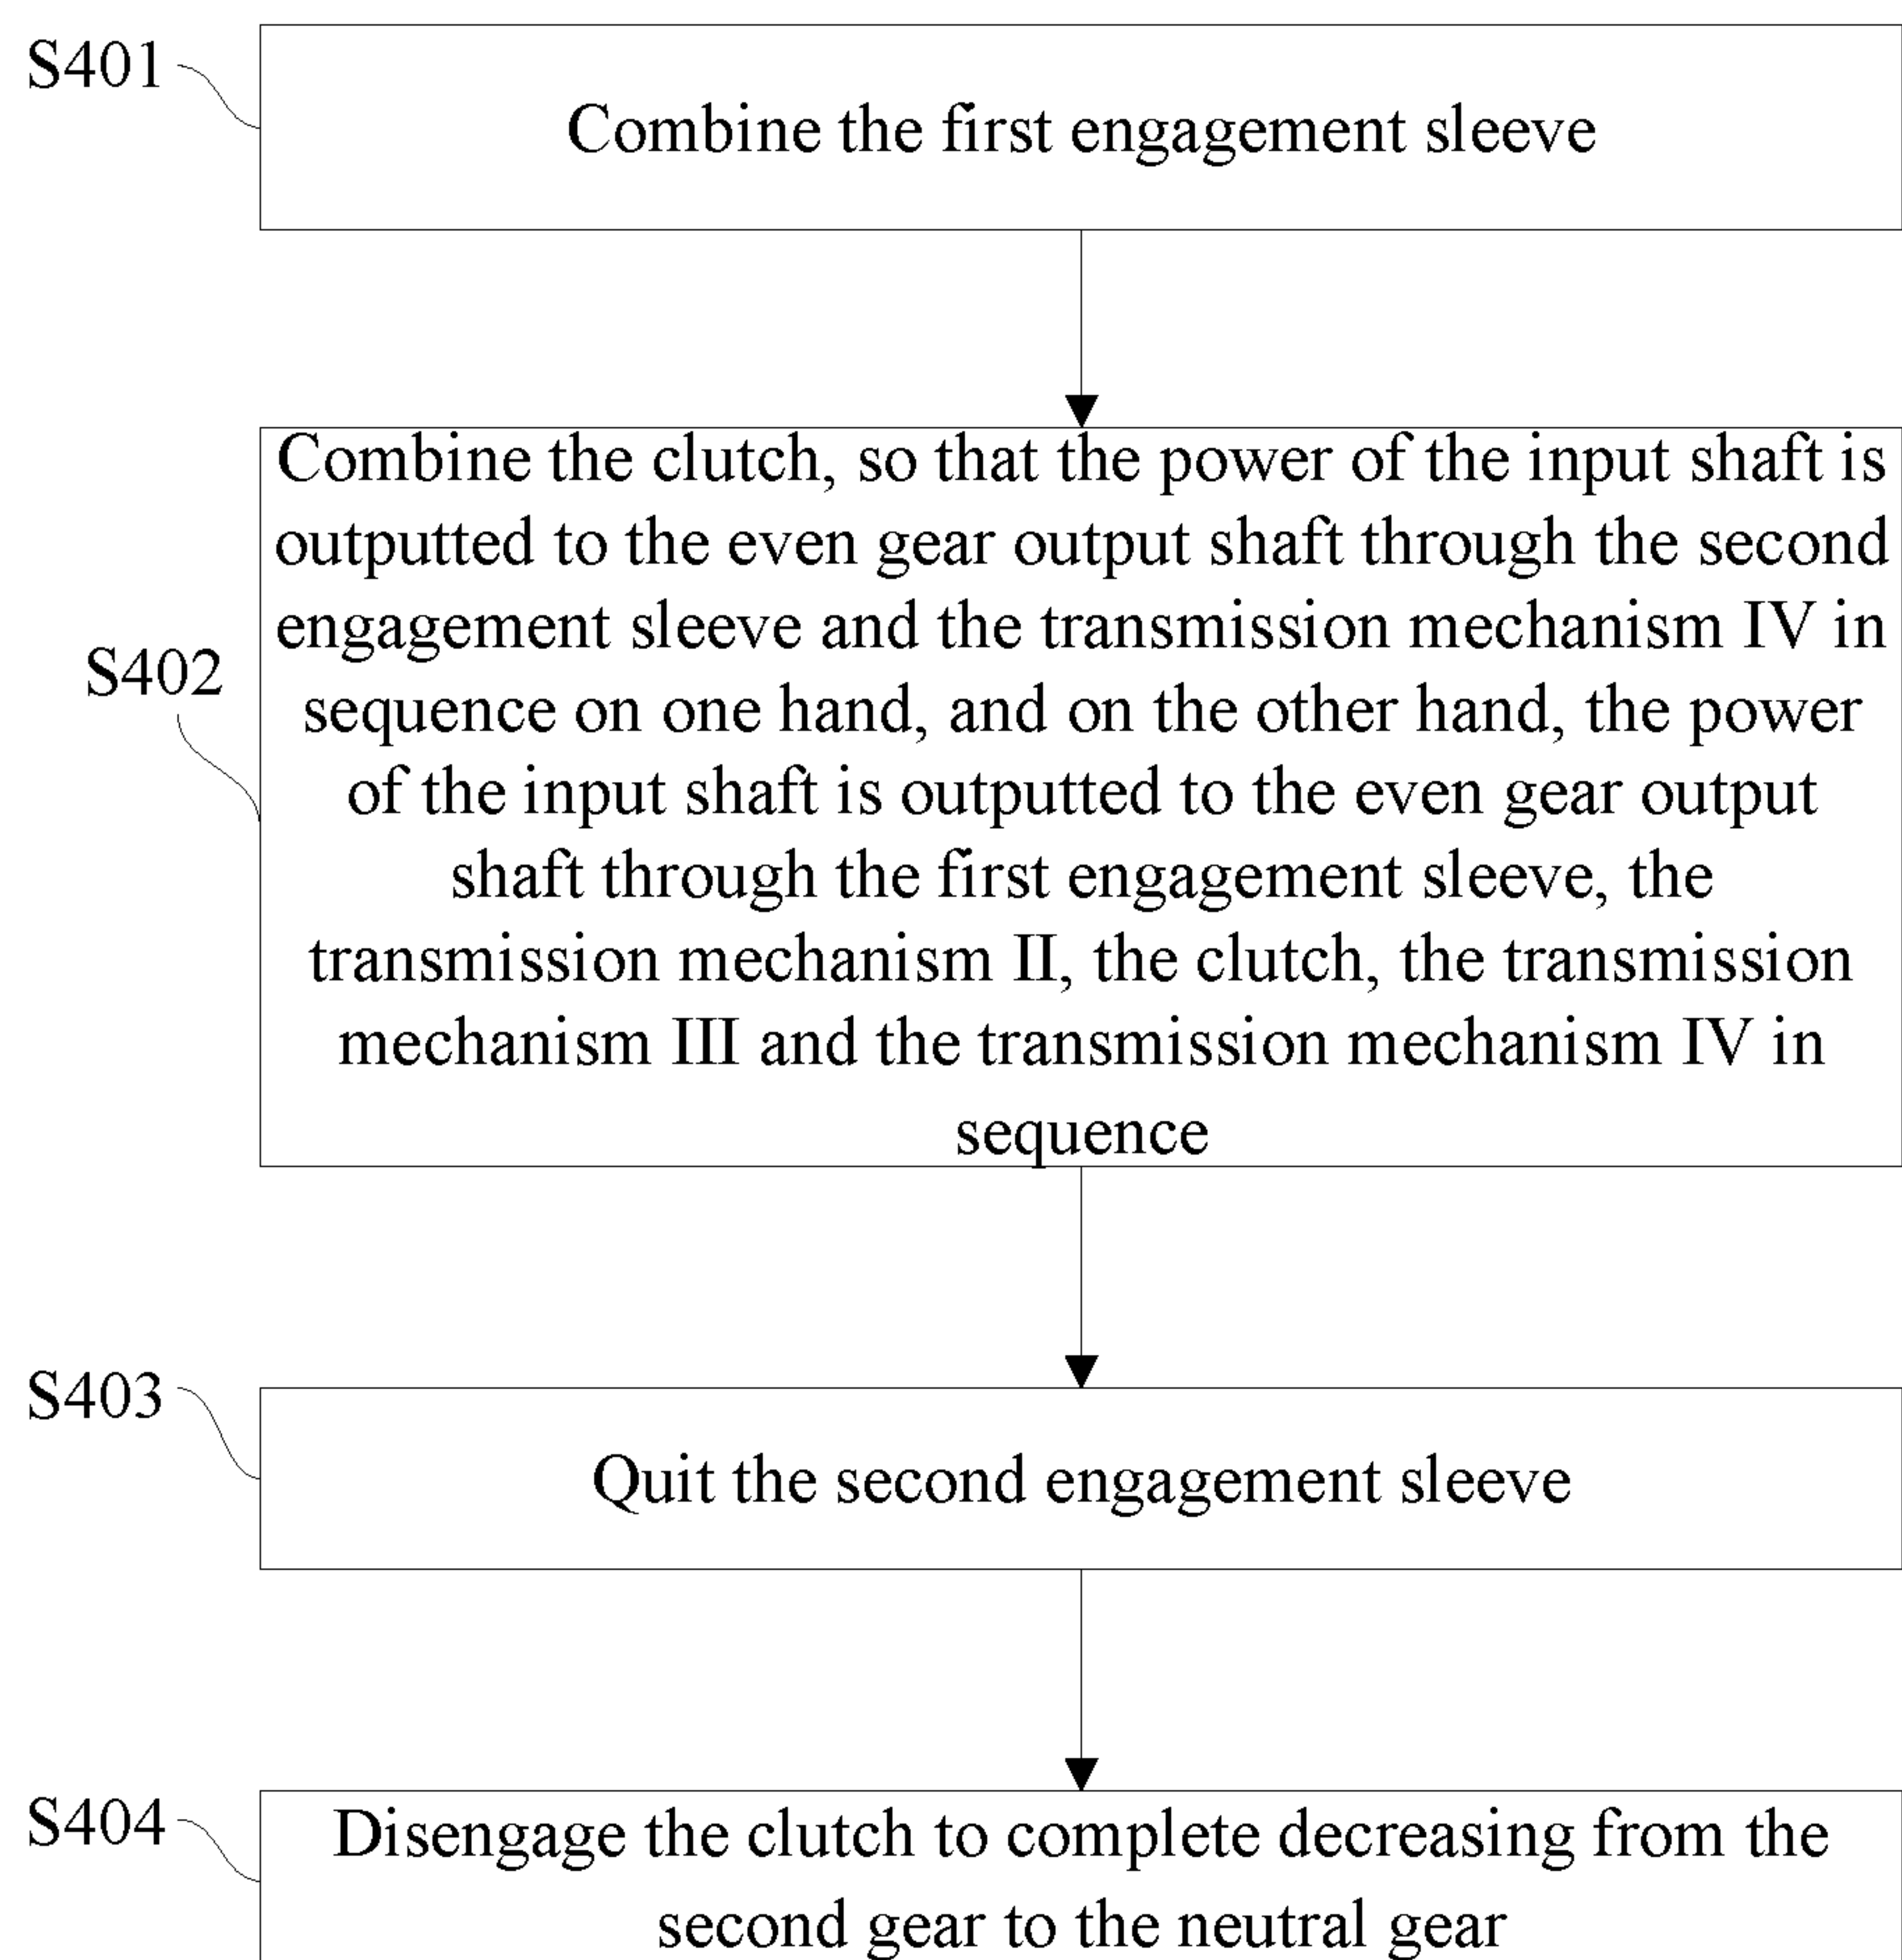 S401
Combine the first engagement sleeve
S402
Combine the clutch, so that the power of the input shaft is
outputted to the even gear output shaft through the second
engagement sleeve and the transmission mechanism IV in
sequence on one hand, and on the other hand, the power
of the input shaft is outputted to the even gear output
shaft through the first engagement sleeve, the
transmission mechanism II, the clutch, the transmission
mechanism III and the transmission mechanism IV in
sequence
S403
Quit the second engagement sleeve
S404
Disengage the clutch to complete decreasing from the
second gear to the neutral gear